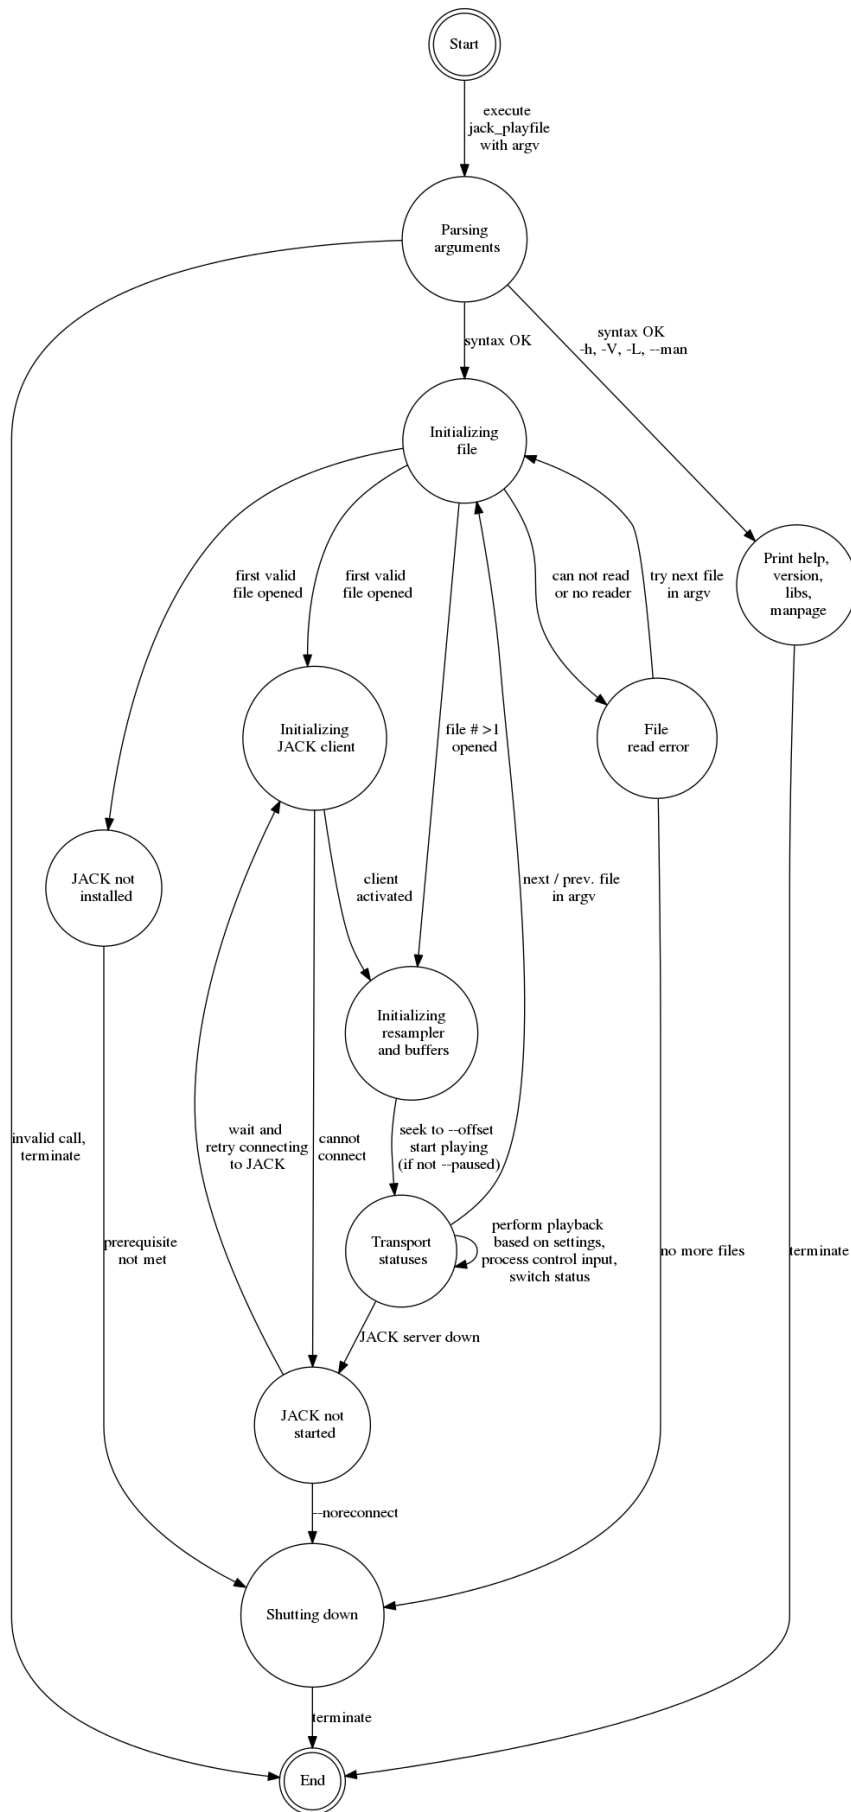 Start
execute
jack_playfile
with argv
Parsing
arguments
syntax OK
syntax OK
-h, -V, -L, --man
Initializing
file
Print help,
version,
libs,
manpage
first valid
file opened
first valid
file opened
can not read
or no reader
try next file
in argv
Initializing
JACK client
file # >1
opened
File
read error
JACK not
installed
client
activated
next / prev. file
in argv
Initializing
resampler
and buffers
invalid call,
terminate
wait and
retry connecting
to JACK
cannot
connect
seek to --offset
start playing
(if not --paused)
prerequisite
not met
Transport
statuses
perform playback
based on settings,
process control input,
switch status
no more files
terminate
JACK server down
JACK not
started
--noreconnect
Shutting down
terminate
End